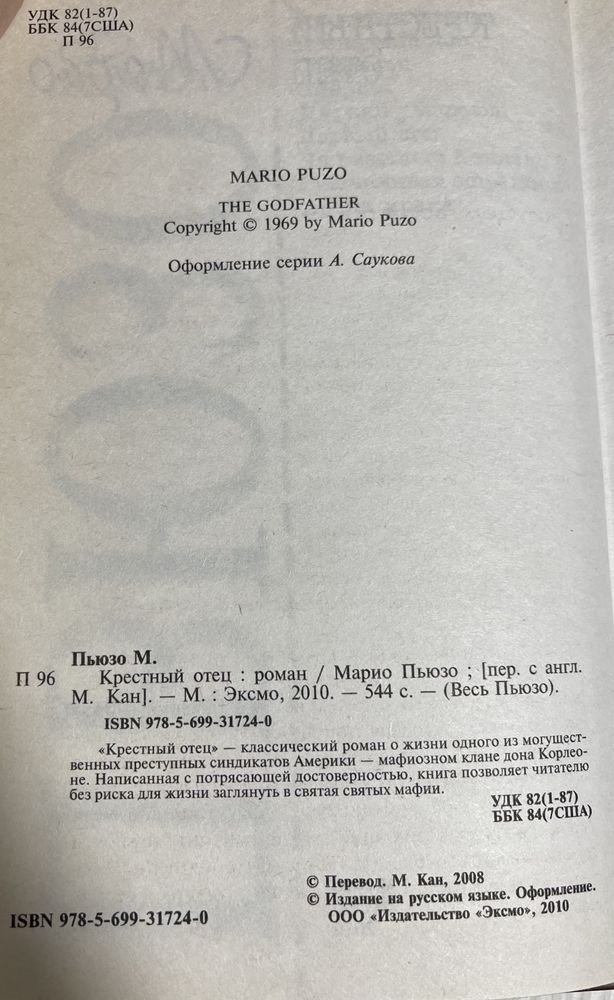 УДК 82(1-87)
ББК 84(7США)
П 96
MARIO PUZO
THE GODFATHER
Copyright © 1969 by Mario Puzo
Оформление серии А. Саукова
Пьюзо М.
П 96 Крестный отец : роман / Марио Пьюзо ; [пер. с англ.
М. Кан]. — М. : Эксмо, 2010. — 544 с. — (Весь Пьюзо).
ISBN 978-5-699-31724-0
«Крестный отец» — классический роман о жизни одного из могущест-
венных преступных синдикатов Америки — мафиозном клане дона Корлео-
не. Написанная с потрясающей достоверностью, книга позволяет читателю
без риска для жизни заглянуть в святая святых мафии.
УДК 82(1-87)
ББК 84(7США)
© Перевод. М. Кан, 2008
© Издание на русском языке. Оформление.
ISBN 978-5-699-31724-0 ООО «Издательство «Эксмо», 2010